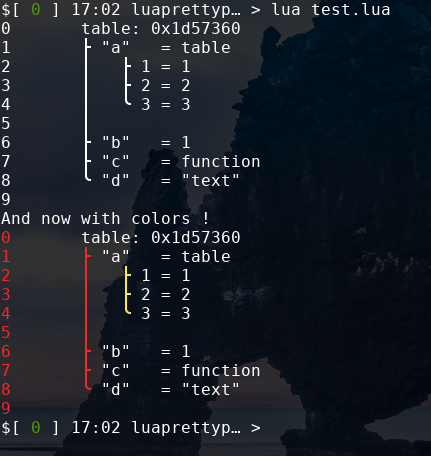 $[ 0 ] 17:02 luaprettyp… > lua test.lua
0       table: 0x1d57360
1       ├ "a"   = table
2       │   ├ 1 = 1
3       │   ├ 2 = 2
4       │   ╰ 3 = 3
5       │
6       ├ "b"   = 1
7       ├ "c"   = function
8       ╰ "d"   = "text"
9
And now with colors !
0       table: 0x1d57360
1       ├ "a"   = table
2       │   ├ 1 = 1
3       │   ├ 2 = 2
4       │   ╰ 3 = 3
5       │
6       ├ "b"   = 1
7       ├ "c"   = function
8       ╰ "d"   = "text"
9
$[ 0 ] 17:02 luaprettyp… >